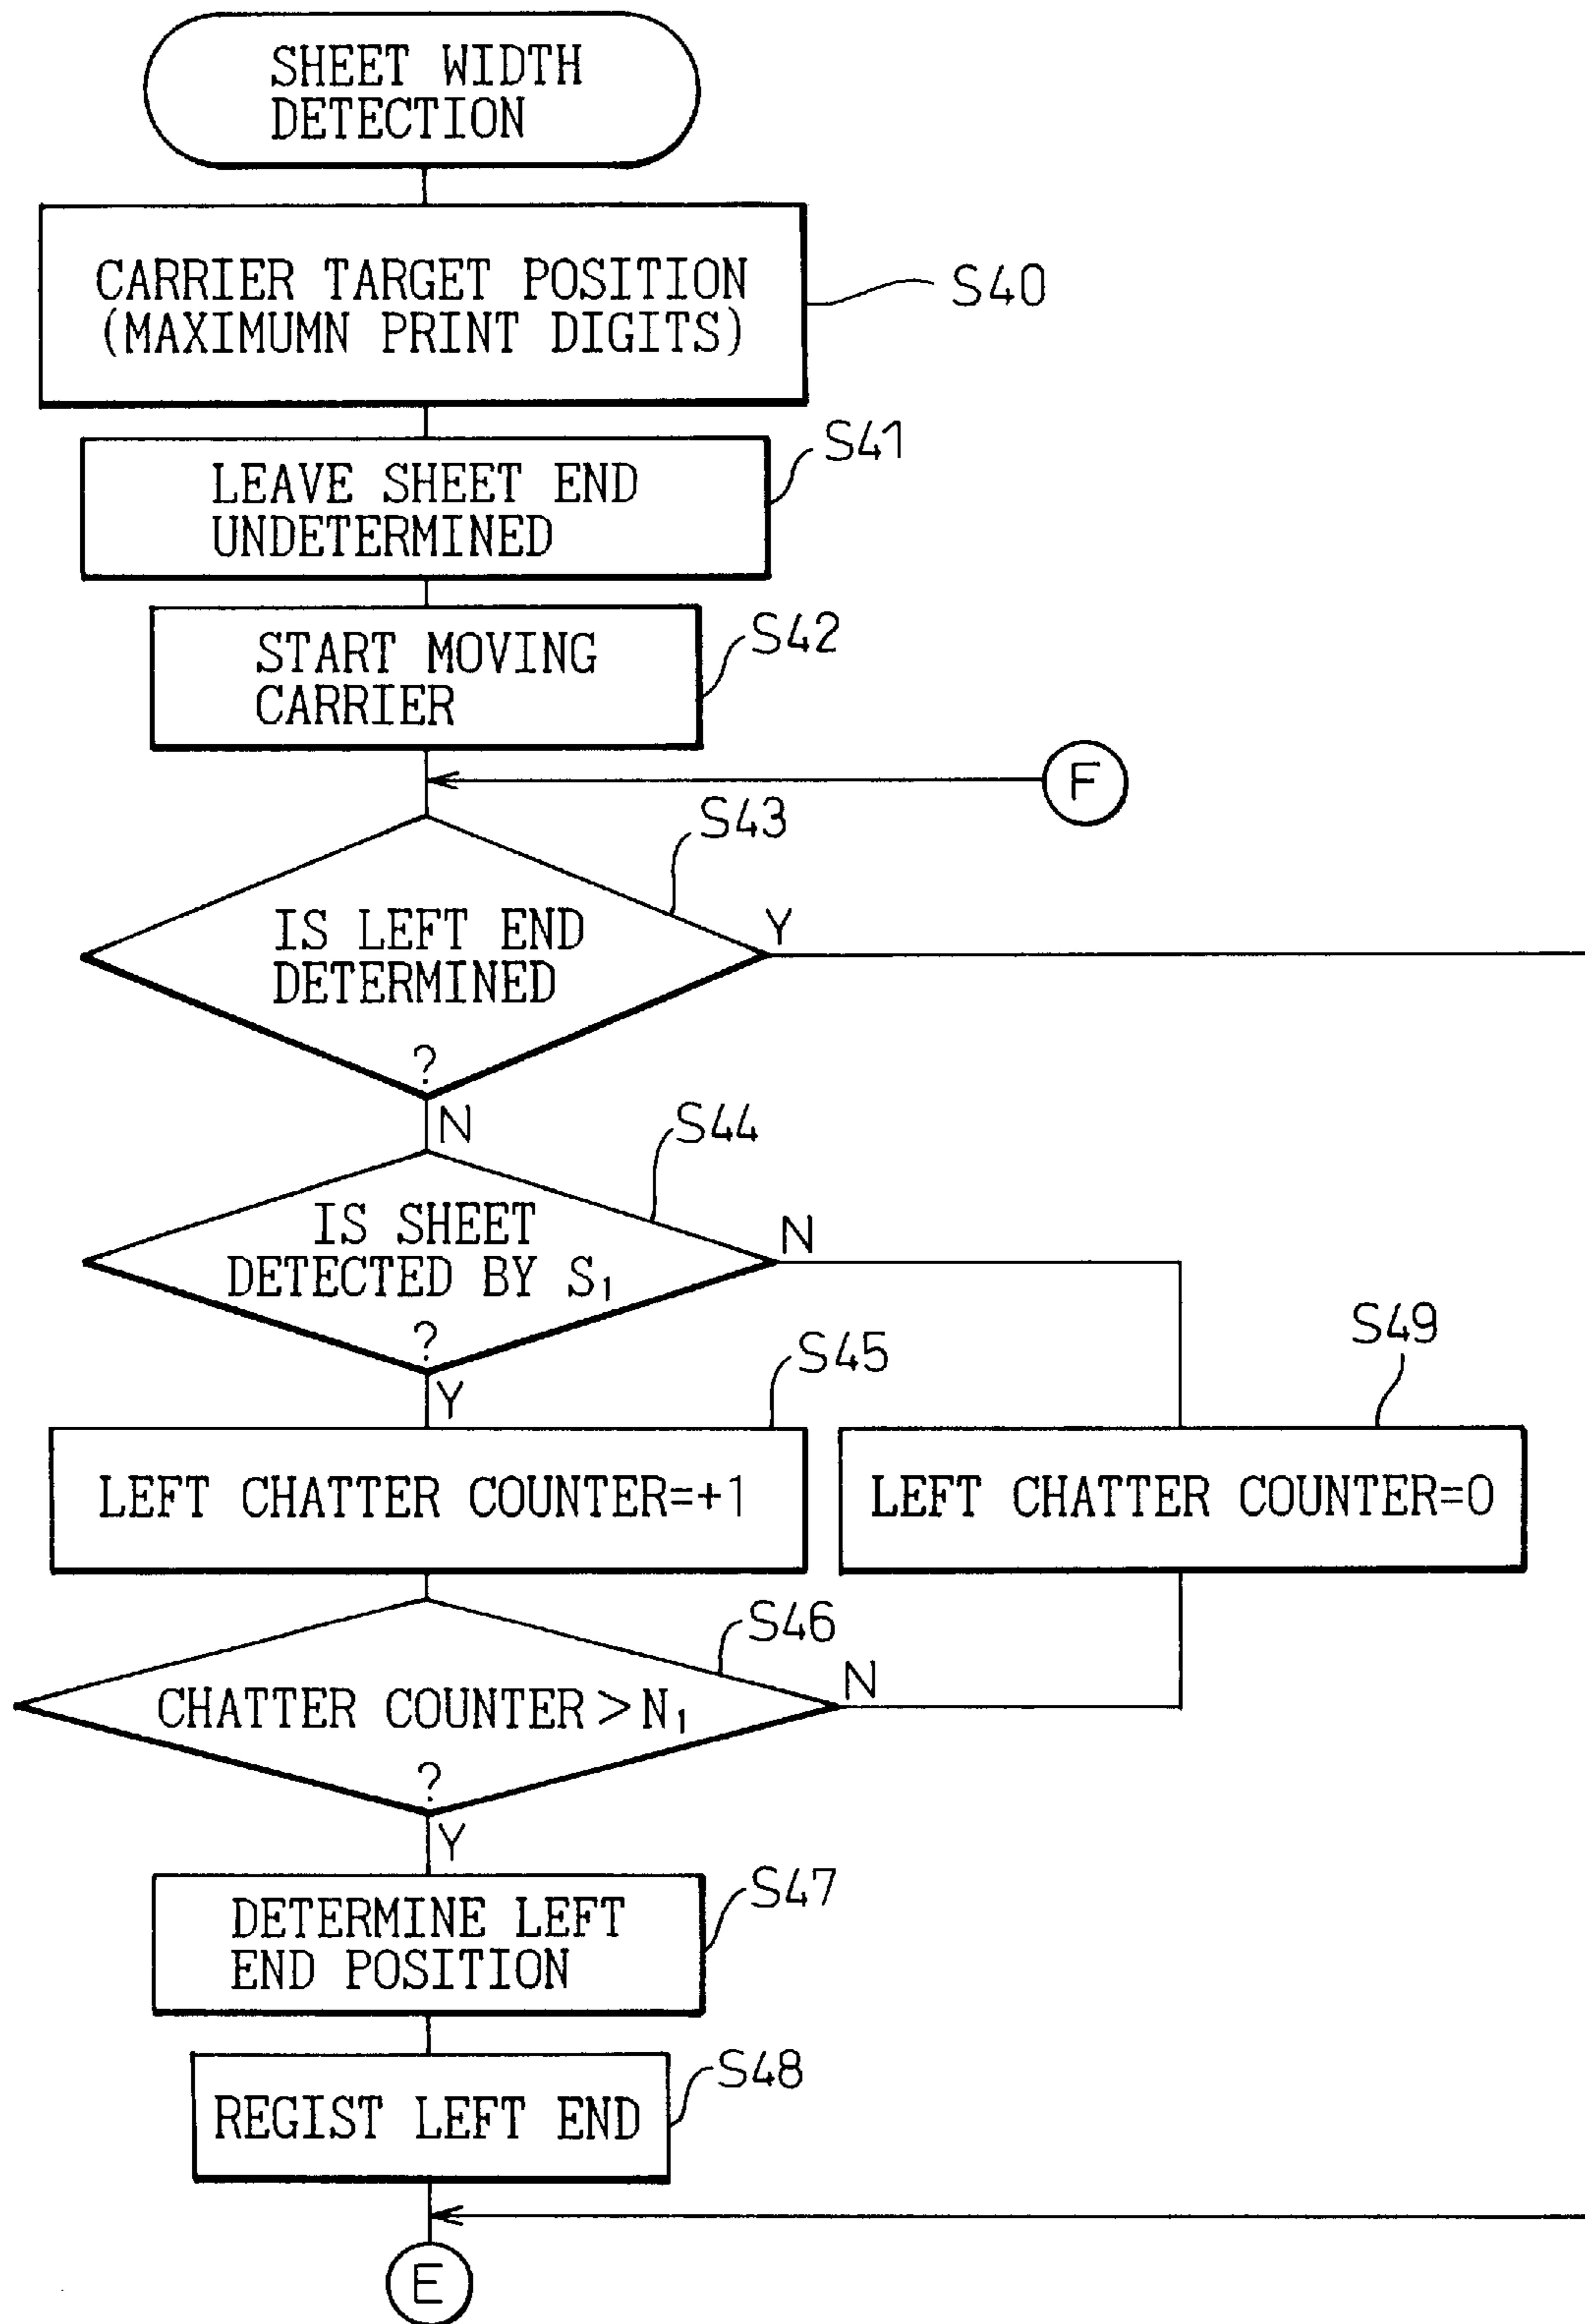 SHEET WIDTH
DETECTION
CARRIER TARGET POSITION
(MAXIMUMN PRINT DIGITS)
S40
LEAVE SHEET END
UNDETERMINED
S41
START MOVING
CARRIER
S42
F
S43
IS LEFT END
DETERMINED
?
Y
N
S44
IS SHEET
DETECTED BY S₁
?
N
Y
S45
LEFT CHATTER COUNTER=+1
S49
LEFT CHATTER COUNTER=0
S46
CHATTER COUNTER>N₁
?
N
Y
S47
DETERMINE LEFT
END POSITION
S48
REGIST LEFT END
E